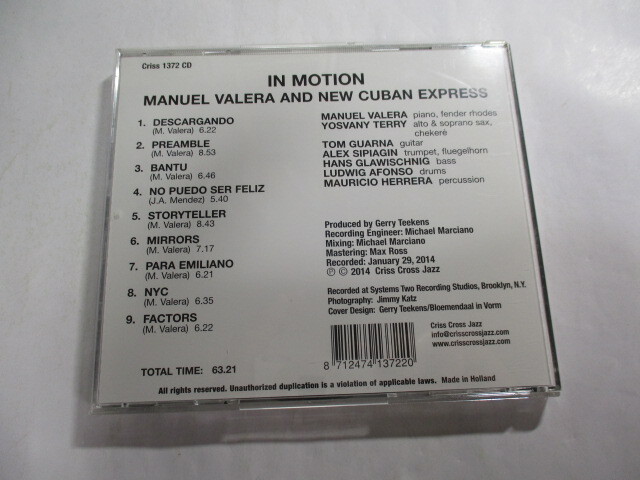 Criss 1372 CD
IN MOTION
MANUEL VALERA AND NEW CUBAN EXPRESS
1. DESCARGANDO
(M. Valera) 6.22
2. PREAMBLE
(M. Valera) 8.53
3. BANTU
(M. Valera) 6.46
4. NO PUEDO SER FELIZ
(J.A. Mendez) 5.40
5. STORYTELLER
(M. Valera) 8.43
6. MIRRORS
(M. Valera) 7.17
7. PARA EMILIANO
(M. Valera) 6.21
8. NYC
(M. Valera) 6.35
9. FACTORS
(M. Valera) 6.22
TOTAL TIME: 63.21
MANUEL VALERA piano, fender rhodes
YOSVANY TERRY alto & soprano sax,
chekeré
TOM GUARNA guitar
ALEX SIPIAGIN trumpet, fluegelhorn
HANS GLAWISCHNIG bass
LUDWIG AFONSO drums
MAURICIO HERRERA percussion
Produced by Gerry Teekens
Recording Engineer: Michael Marciano
Mixing: Michael Marciano
Mastering: Max Ross
Recorded: January 29, 2014
℗ © 2014 Criss Cross Jazz
Recorded at Systems Two Recording Studios, Brooklyn, N.Y.
Photography: Jimmy Katz
Cover Design: Gerry Teekens/Bloemendaal in Vorm
Criss Cross Jazz
info@crisscrossjazz.com
www.crisscrossjazz.com
8 712474 137220
All rights reserved. Unauthorized duplication is a violation of applicable laws. Made in Holland